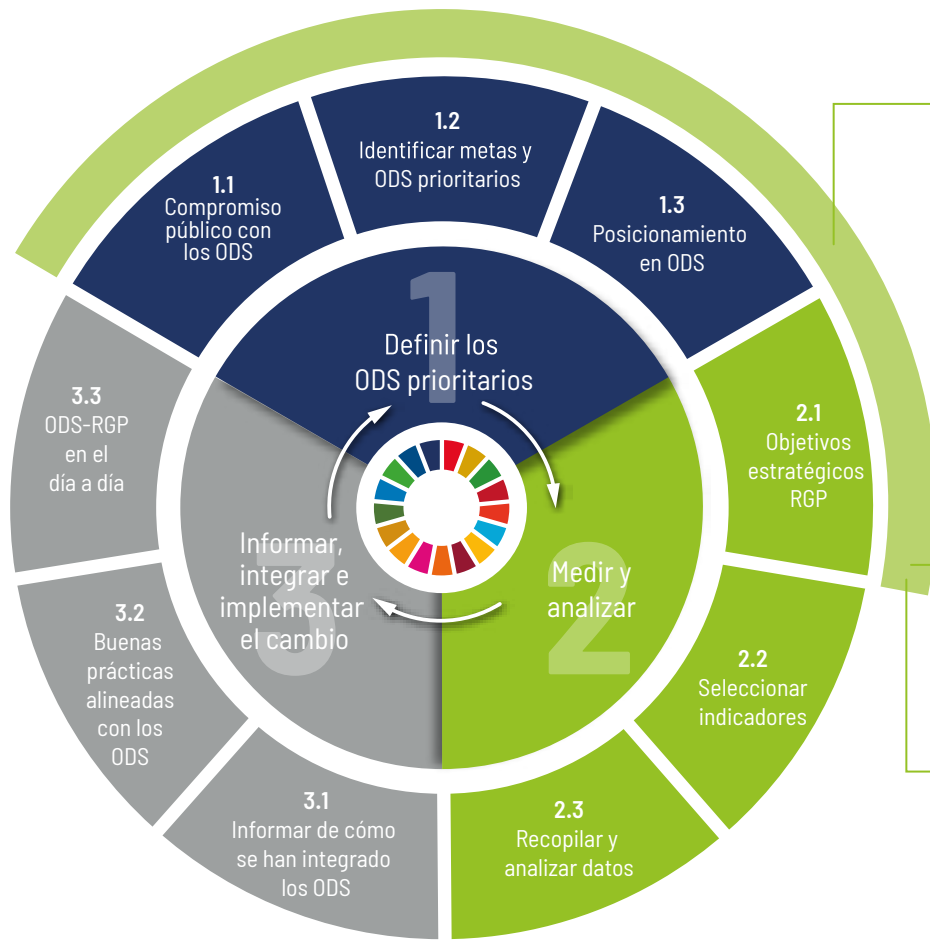 1
Definir los
ODS prioritarios
1.1
Compromiso
público con
los ODS
1.2
Identificar metas y
ODS prioritarios
1.3
Posicionamiento
en ODS
2
Medir y
analizar
2.1
Objetivos
estratégicos
RGP
2.2
Seleccionar
indicadores
2.3
Recopilar y
analizar datos
3
Informar,
integrar e
implementar
el cambio
3.1
Informar de cómo
se han integrado
los ODS
3.2
Buenas
prácticas
alineadas
con los
ODS
3.3
ODS-RGP
en el
día a día